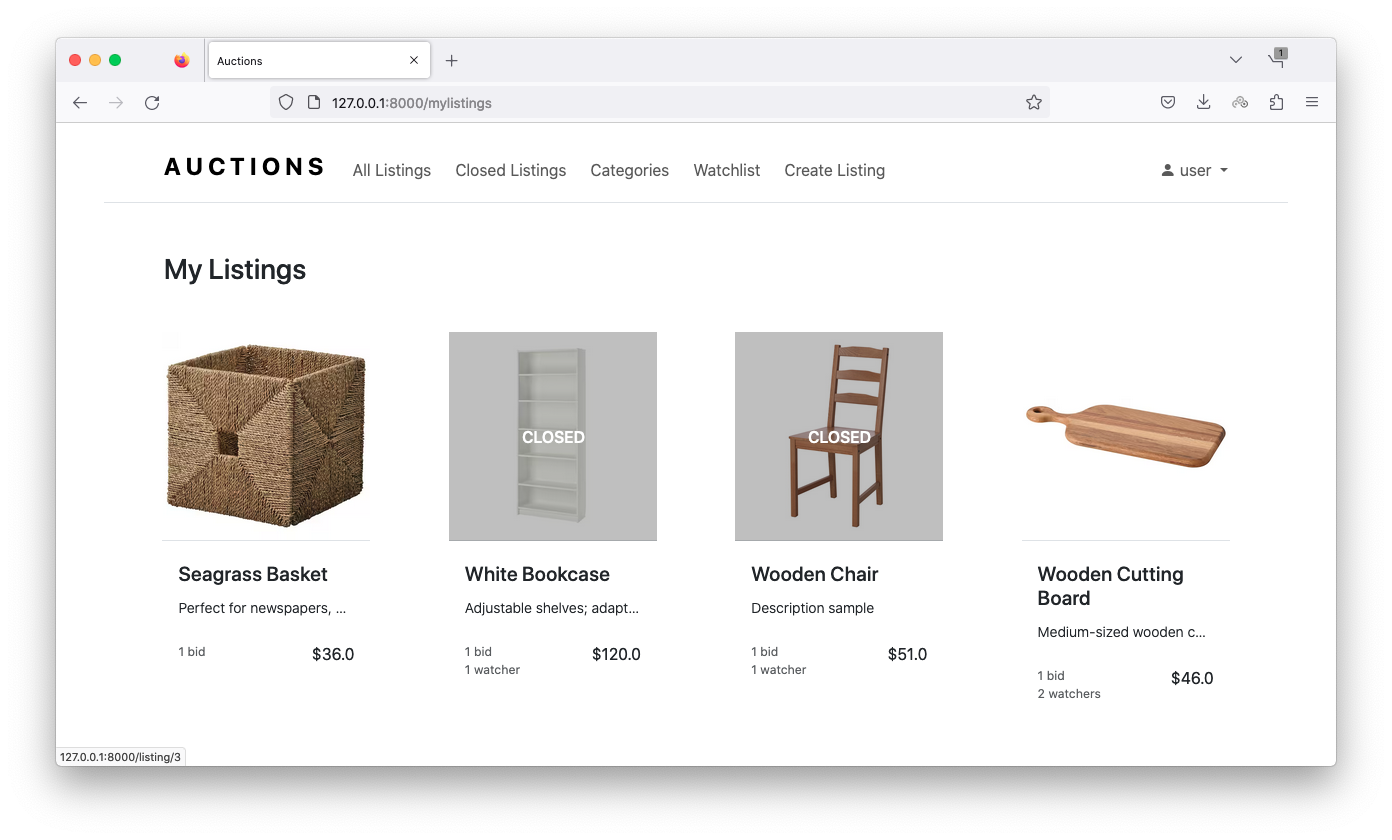 Auctions
1
127.0.0.1:8000/mylistings
AUCTIONS All Listings Closed Listings Categories Watchlist Create Listing user
My Listings
CLOSED CLOSED
Seagrass Basket
Perfect for newspapers, ...
1 bid $36.0
White Bookcase
Adjustable shelves; adapt...
1 bid $120.0
1 watcher
Wooden Chair
Description sample
1 bid $51.0
1 watcher
Wooden Cutting
Board
Medium-sized wooden c...
1 bid $46.0
2 watchers
127.0.0.1:8000/listing/3